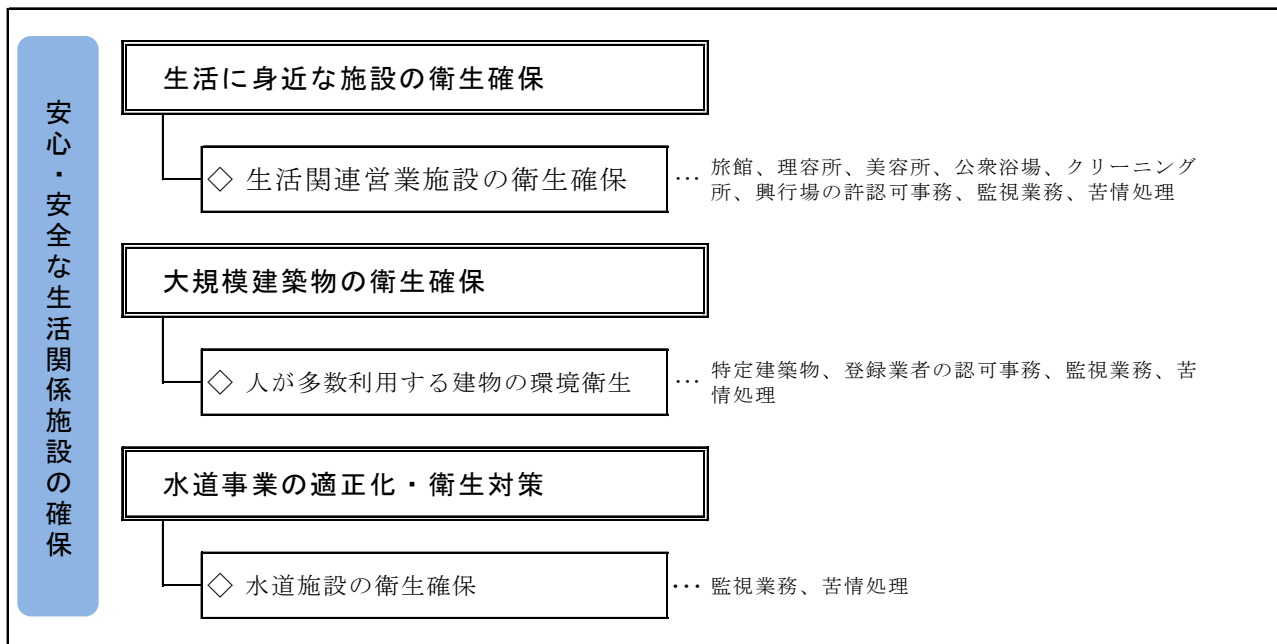 安心・安全な生活関係施設の確保
生活に身近な施設の衛生確保
◇ 生活関連営業施設の衛生確保
… 旅館、理容所、美容所、公衆浴場、クリーニング
所、興行場の許認可事務、監視業務、苦情処理
大規模建築物の衛生確保
◇ 人が多数利用する建物の環境衛生
… 特定建築物、登録業者の認可事務、監視業務、苦
情処理
水道事業の適正化・衛生対策
◇ 水道施設の衛生確保
… 監視業務、苦情処理